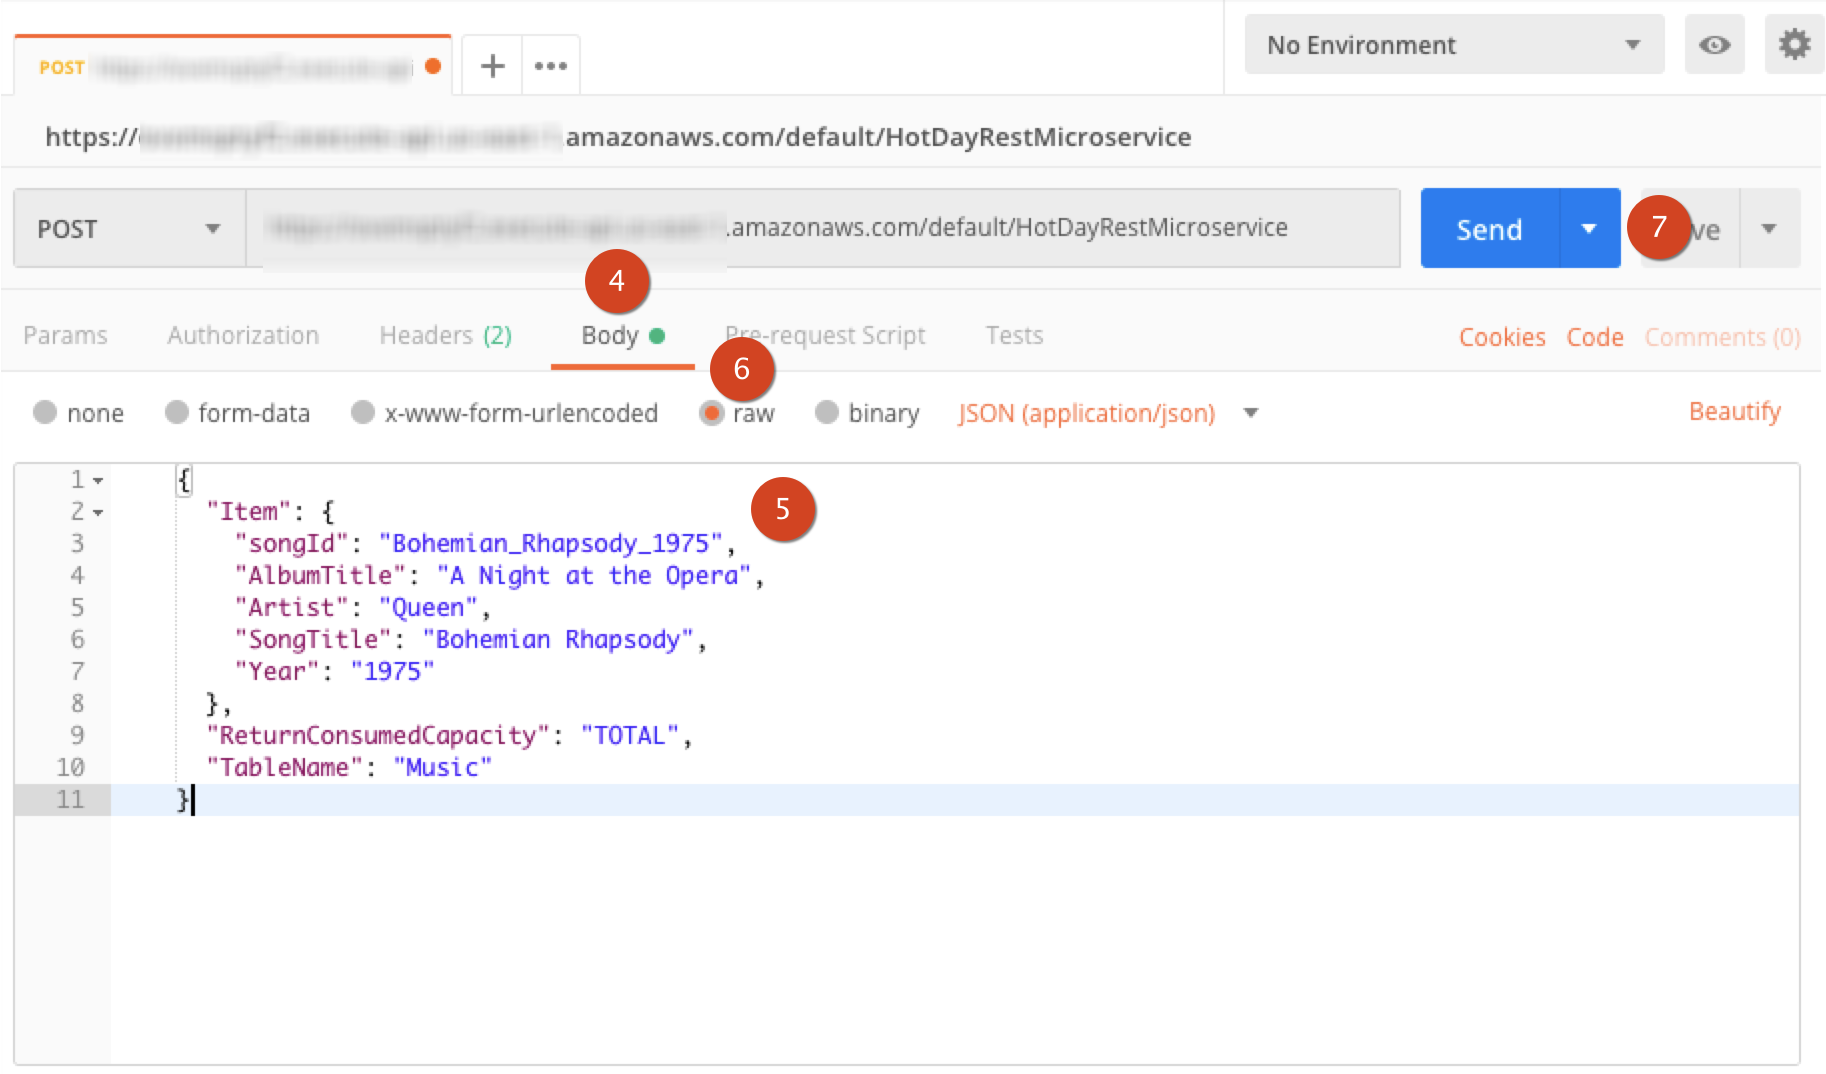 POST
No Environment
https:// .amazonaws.com/default/HotDayRestMicroservice
POST .amazonaws.com/default/HotDayRestMicroservice Send 7 ve
4
Params Authorization Headers (2) Body Pre-request Script Tests Cookies Code Comments (0)
6
none form-data x-www-form-urlencoded raw binary JSON (application/json) Beautify
1 {
5
2 "Item": {
3 "songId": "Bohemian_Rhapsody_1975",
4 "AlbumTitle": "A Night at the Opera",
5 "Artist": "Queen",
6 "SongTitle": "Bohemian Rhapsody",
7 "Year": "1975"
8 },
9 "ReturnConsumedCapacity": "TOTAL",
10 "TableName": "Music"
11 }